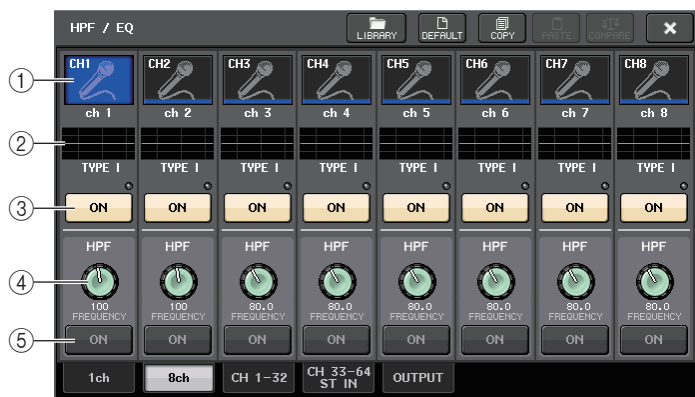 HPF / EQ
LIBRARY DEFAULT COPY PASTE COMPARE
CH1 CH2 CH3 CH4 CH5 CH6 CH7 CH8
① ch 1 ch 2 ch 3 ch 4 ch 5 ch 6 ch 7 ch 8
② TYPE I TYPE I TYPE I TYPE I TYPE I TYPE I TYPE I TYPE I
③ ON ON ON ON ON ON ON ON
HPF HPF HPF HPF HPF HPF HPF HPF
④ 100 100 80.0 80.0 80.0 80.0 80.0 80.0
FREQUENCY FREQUENCY FREQUENCY FREQUENCY FREQUENCY FREQUENCY FREQUENCY FREQUENCY
⑤ ON ON ON ON ON ON ON ON
1ch 8ch CH 1-32 CH 33-64 OUTPUT
ST IN